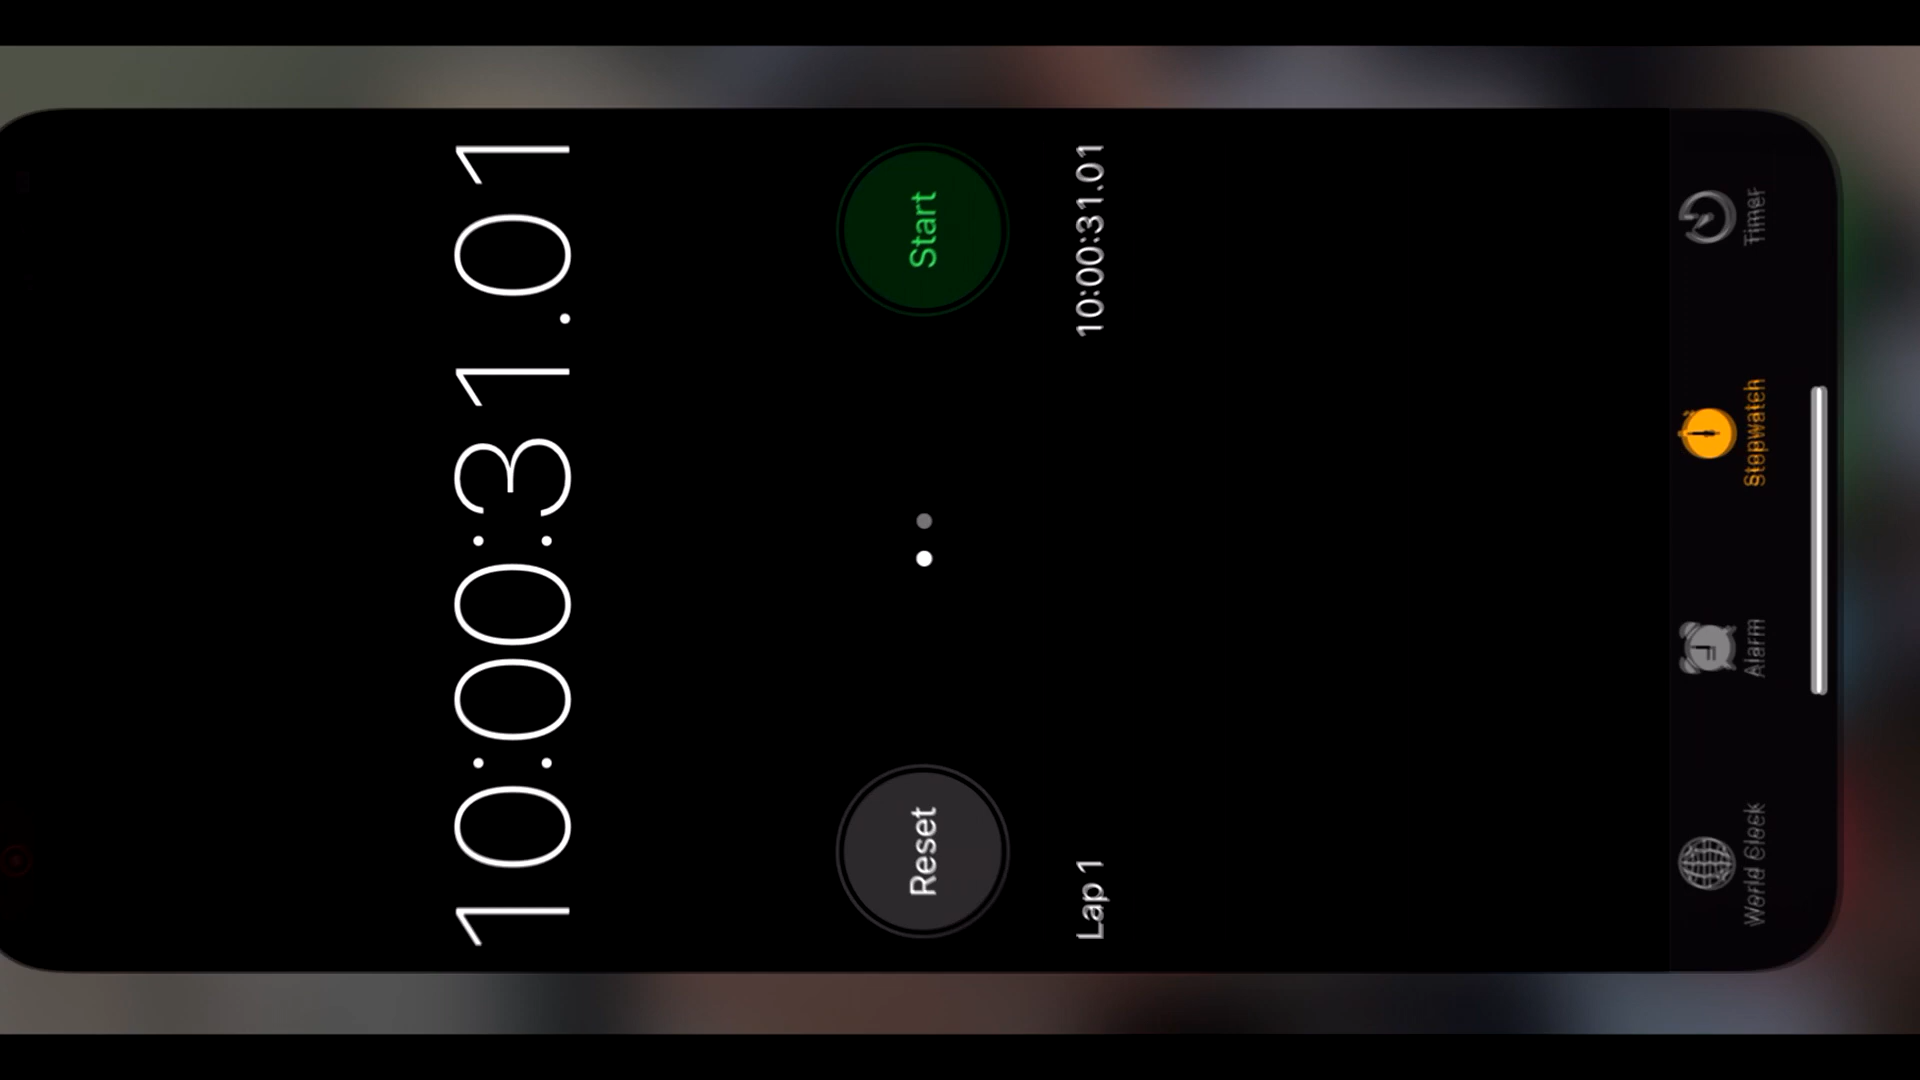 10:00:31.01
Reset
Start
Lap 1 10:00:31.01
World Clock
Alarm
Stopwatch
Timer